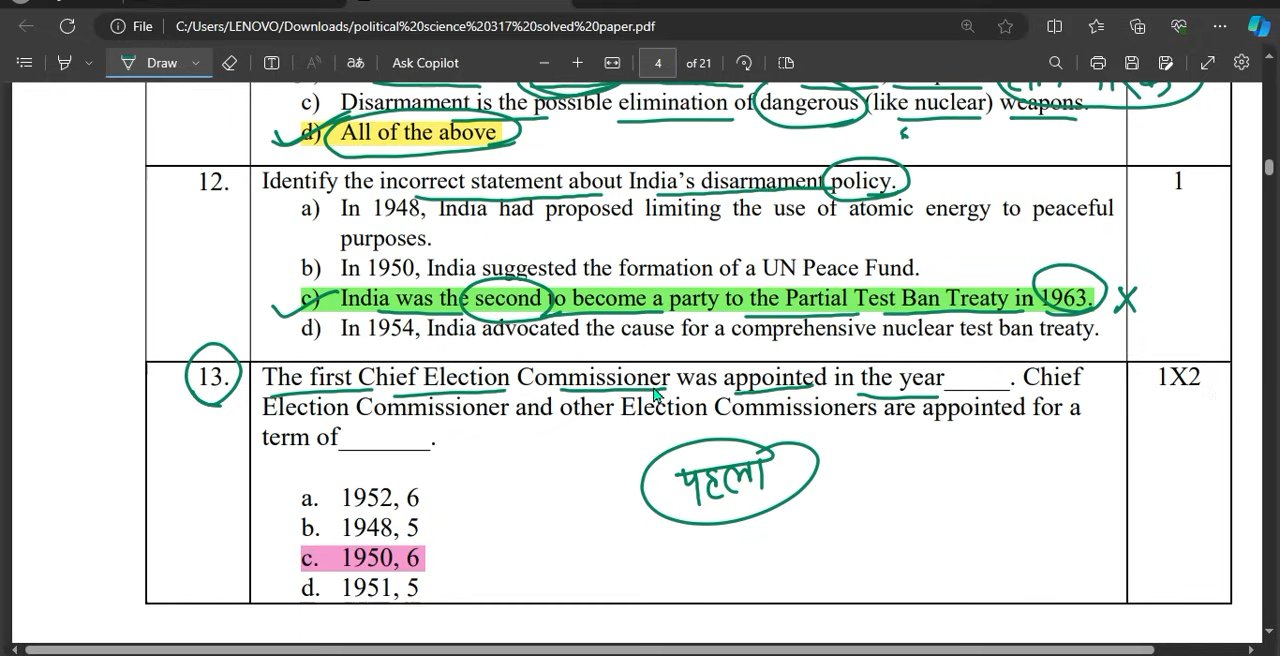 File C:/Users/LENOVO/Downloads/political%20science%20317%20solved%20paper.pdf
Draw Ask Copilot 4 of 21
c) Disarmament is the possible elimination of dangerous (like nuclear) weapons.
d) All of the above
12. Identify the incorrect statement about India's disarmament policy. 1
a) In 1948, India had proposed limiting the use of atomic energy to peaceful
purposes.
b) In 1950, India suggested the formation of a UN Peace Fund.
c) India was the second to become a party to the Partial Test Ban Treaty in 1963.
d) In 1954, India advocated the cause for a comprehensive nuclear test ban treaty.
13. The first Chief Election Commissioner was appointed in the year_____. Chief 1X2
Election Commissioner and other Election Commissioners are appointed for a
term of_______.
पहला
a. 1952, 6
b. 1948, 5
c. 1950, 6
d. 1951, 5